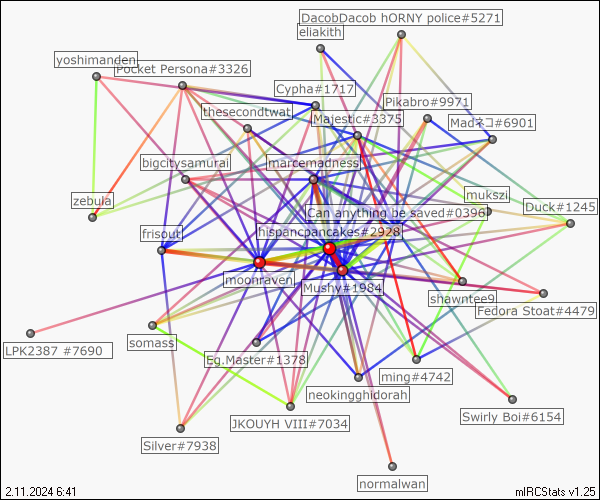 DacobDacob hORNY police#5271
eliakith
yoshimanden
Pocket Persona#3326
Cypha#1717
Pikabro#9971
thesecondtwat
Majestic#3375
Madネコ#6901
bigcitysamurai
marcemadness
zebula
mukszi
Can anything be saved#0396
Duck#1245
frisout
hispancpancakes#2928
moonraven
Mushy#1984
shawntee9
Fedora Stoat#4479
LPK2387 #7690
somass
Eg.Master#1378
ming#4742
neokingghidorah
Swirly Boi#6154
JKOUYH VIII#7034
Silver#7938
normalwan
2.11.2024 6:41
mIRCStats v1.25